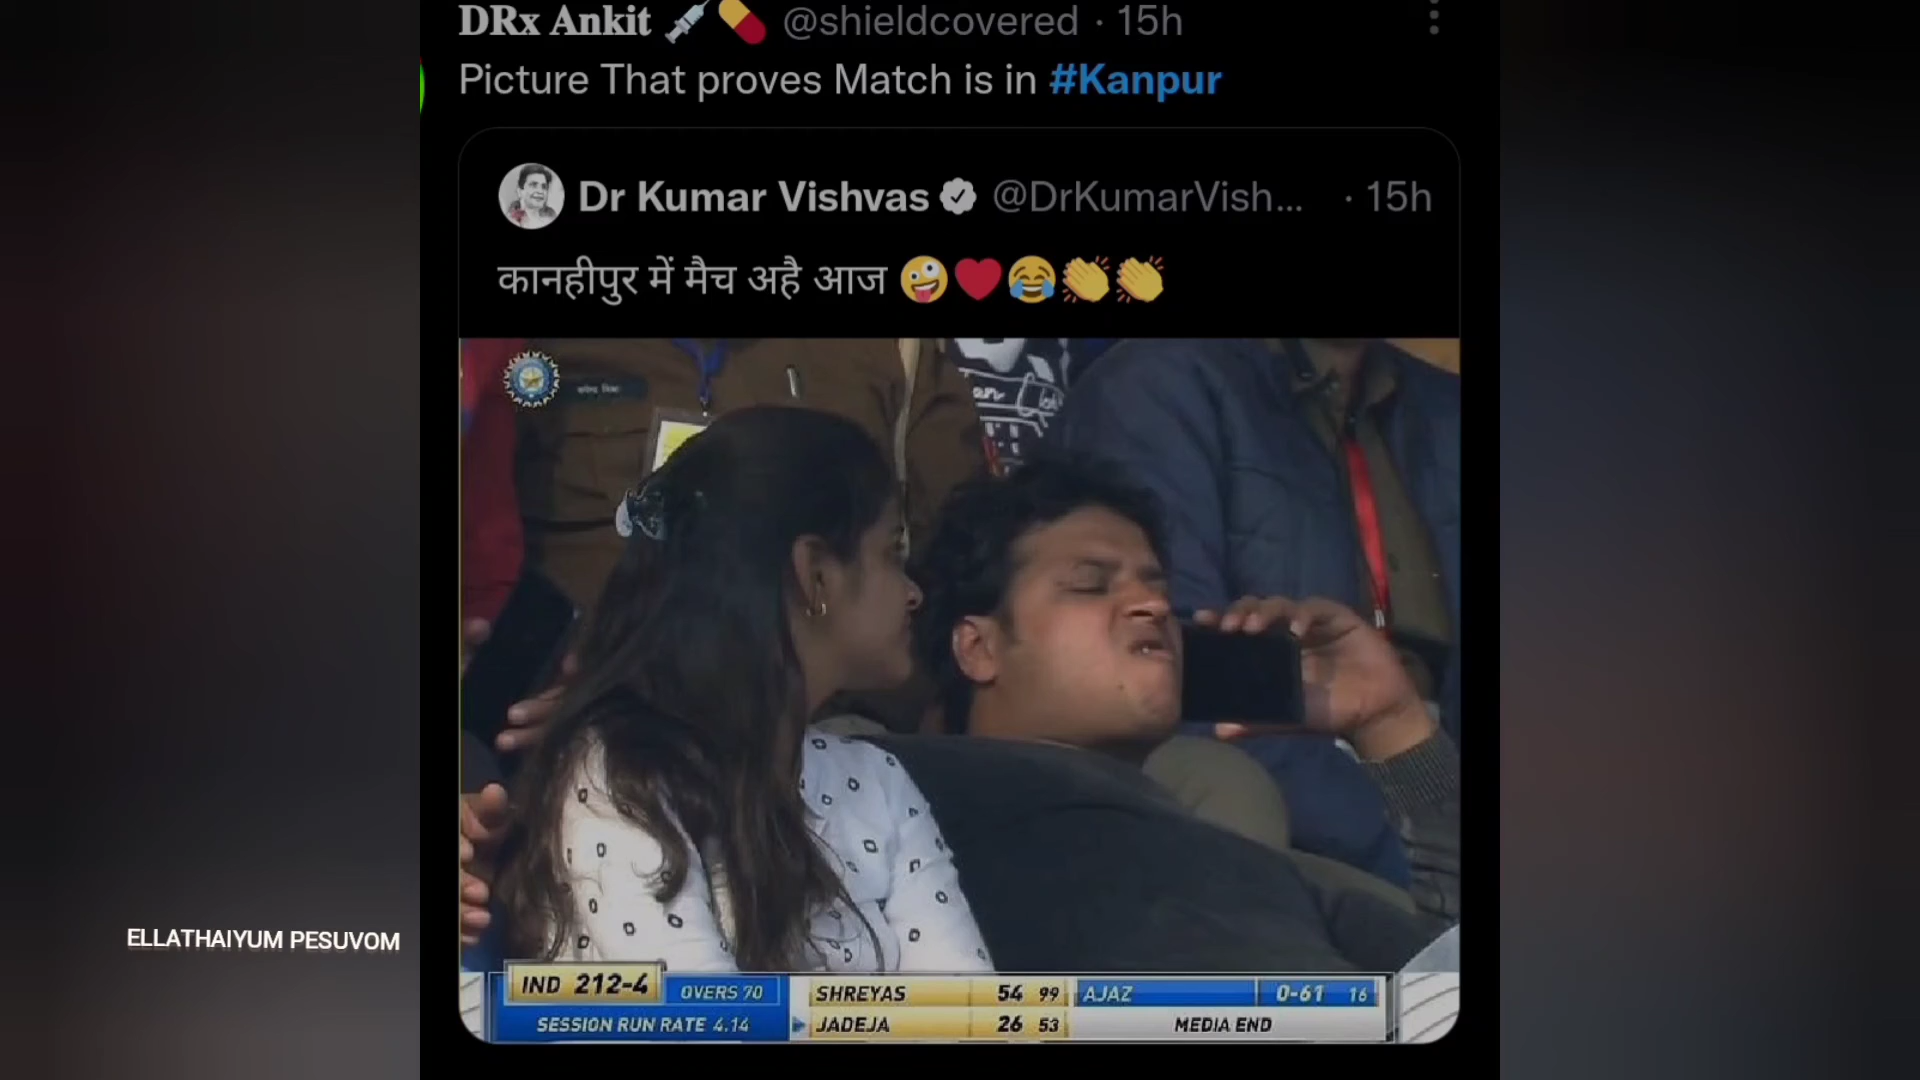 DRx Ankit 💉💊 @shieldcovered · 15h
Picture That proves Match is in #Kanpur
Dr Kumar Vishvas @DrKumarVish... · 15h
कानहीपुर में मैच अहै आज 🤪❤️😂👏👏
IND 212-4 OVERS 70
SESSION RUN RATE 4.14
SHREYAS 54 99
JADEJA 26 53
AJAZ 0-61 16
MEDIA END
ELLATHAIYUM PESUVOM